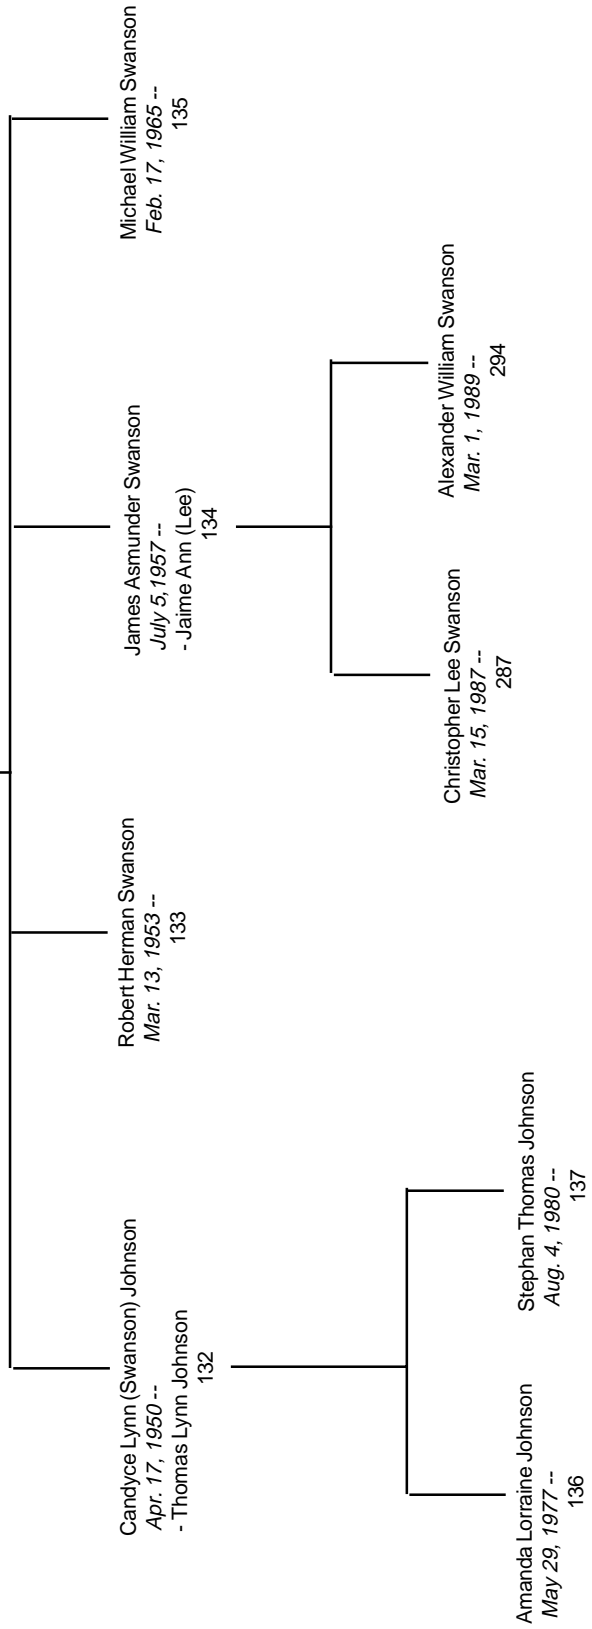 Candyce Lynn (Swanson) Johnson
Apr. 17, 1950 --
- Thomas Lynn Johnson
132
Robert Herman Swanson
Mar. 13, 1953 --
133
James Asmunder Swanson
July 5,1957 --
- Jaime Ann (Lee)
134
Michael William Swanson
Feb. 17, 1965 --
135
Amanda Lorraine Johnson
May 29, 1977 --
136
Stephan Thomas Johnson
Aug. 4, 1980 --
137
Christopher Lee Swanson
Mar. 15, 1987 --
287
Alexander William Swanson
Mar. 1, 1989 --
294